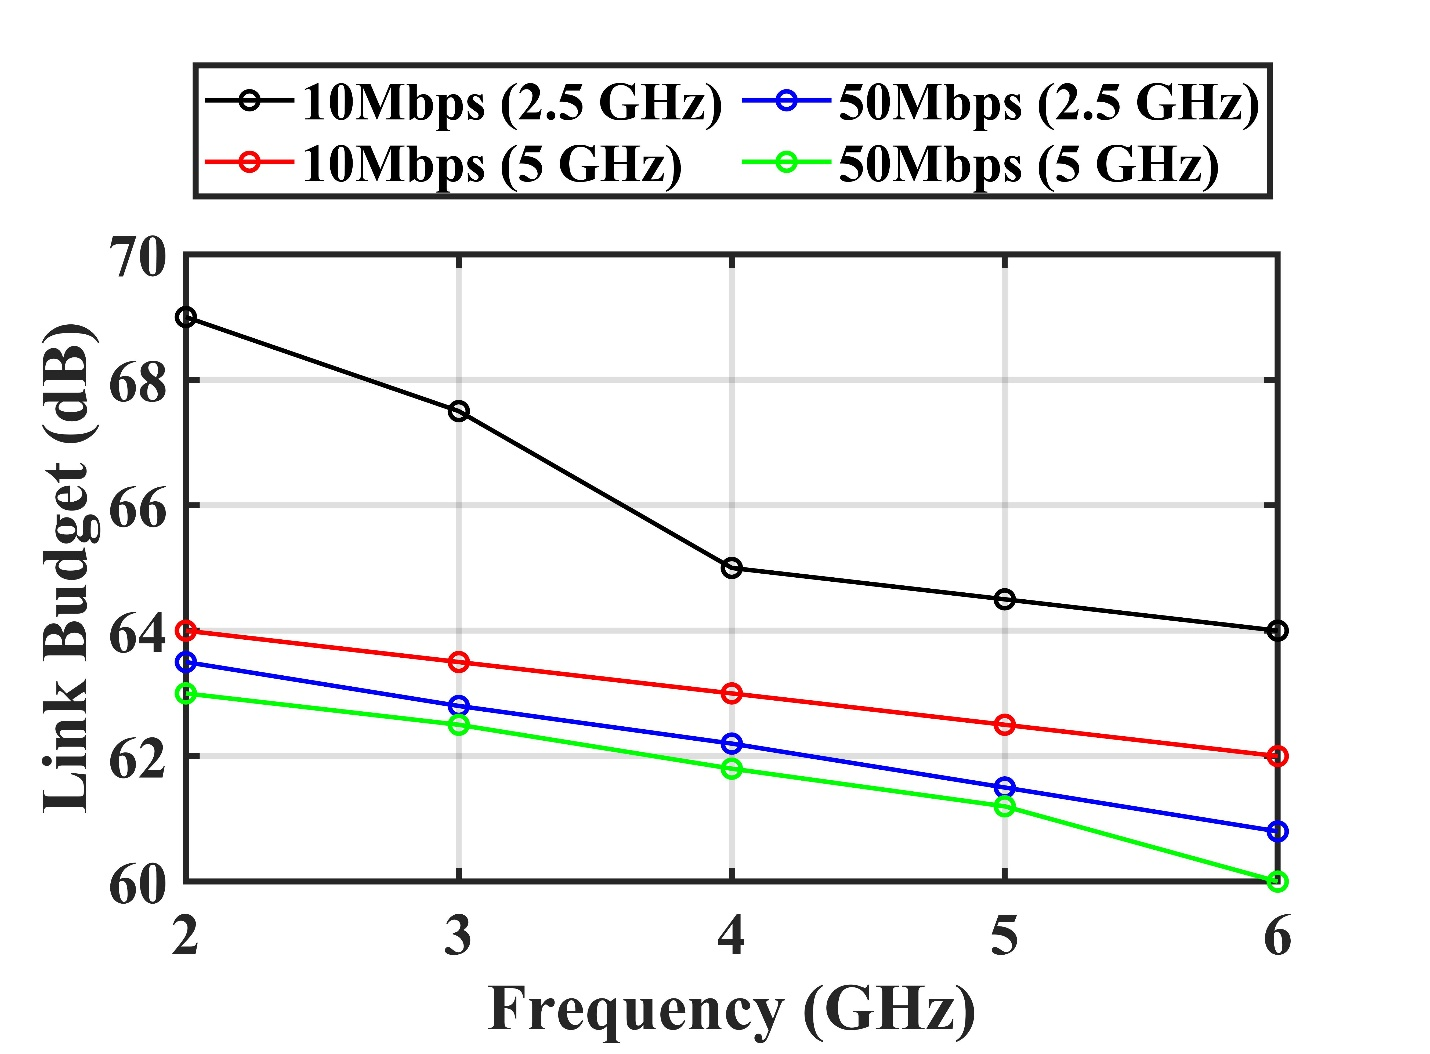 10Mbps (2.5 GHz) 50Mbps (2.5 GHz)
10Mbps (5 GHz) 50Mbps (5 GHz)
70
68
66
64
62
60
Link Budget (dB)
2 3 4 5 6
Frequency (GHz)